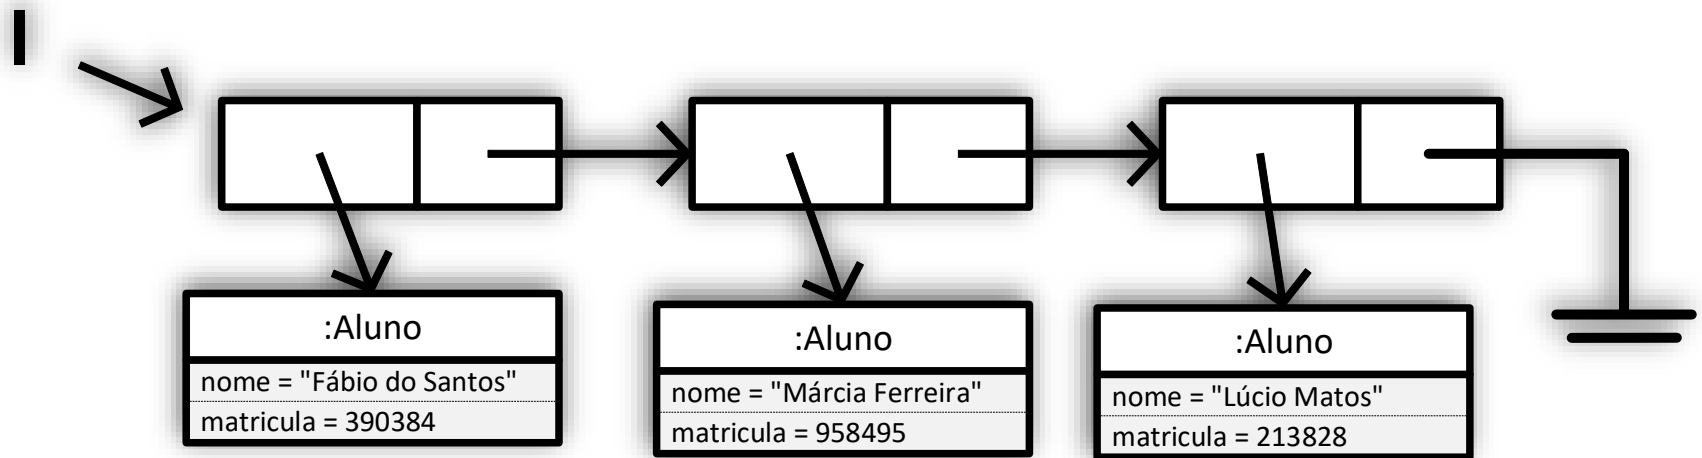 l
:Aluno
nome = "Fábio do Santos"
matricula = 390384
:Aluno
nome = "Márcia Ferreira"
matricula = 958495
:Aluno
nome = "Lúcio Matos"
matricula = 213828